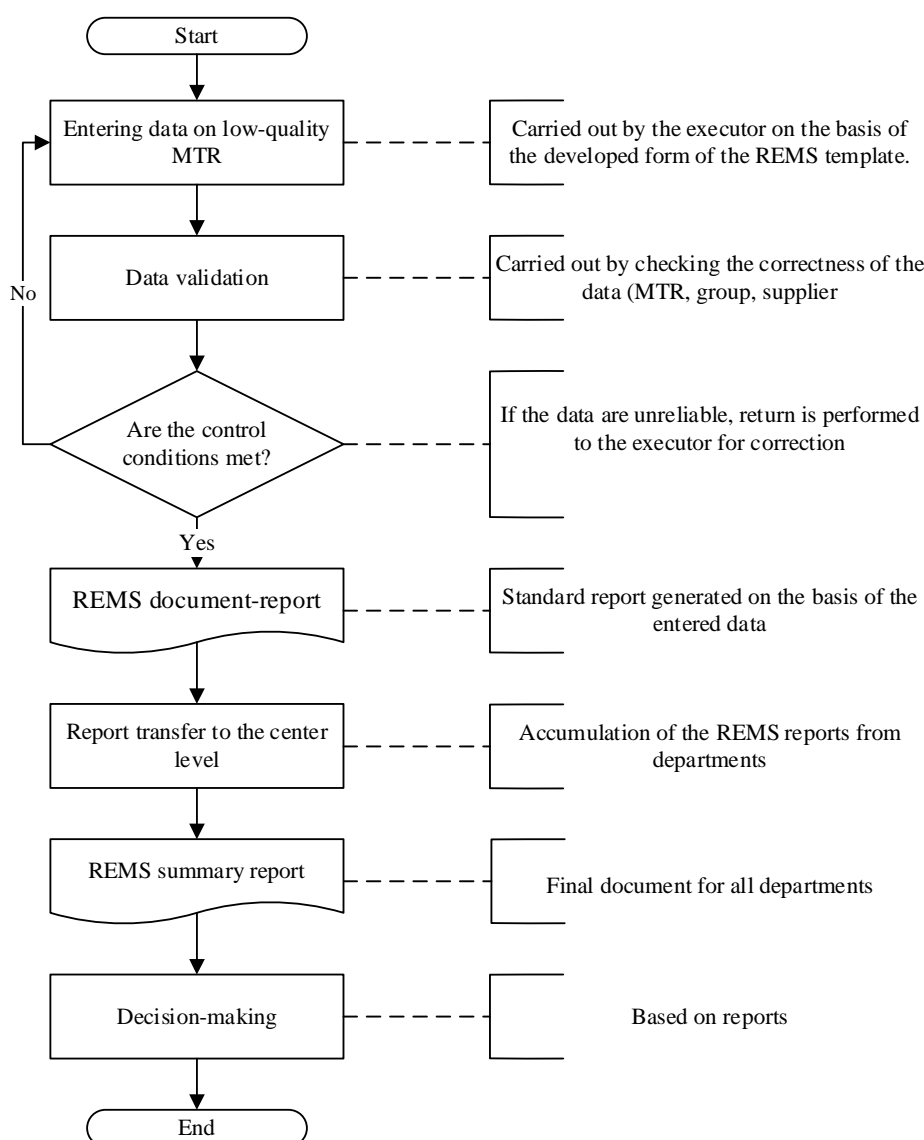 Start
Entering data on low-quality
MTR
Carried out by the executor on the basis of
the developed form of the REMS template.
Data validation
Carried out by checking the correctness of the
data (MTR, group, supplier
No
Are the control
conditions met?
If the data are unreliable, return is performed
to the executor for correction
Yes
REMS document-report
Standard report generated on the basis of the
entered data
Report transfer to the center
level
Accumulation of the REMS reports from
departments
REMS summary report
Final document for all departments
Decision-making
Based on reports
End